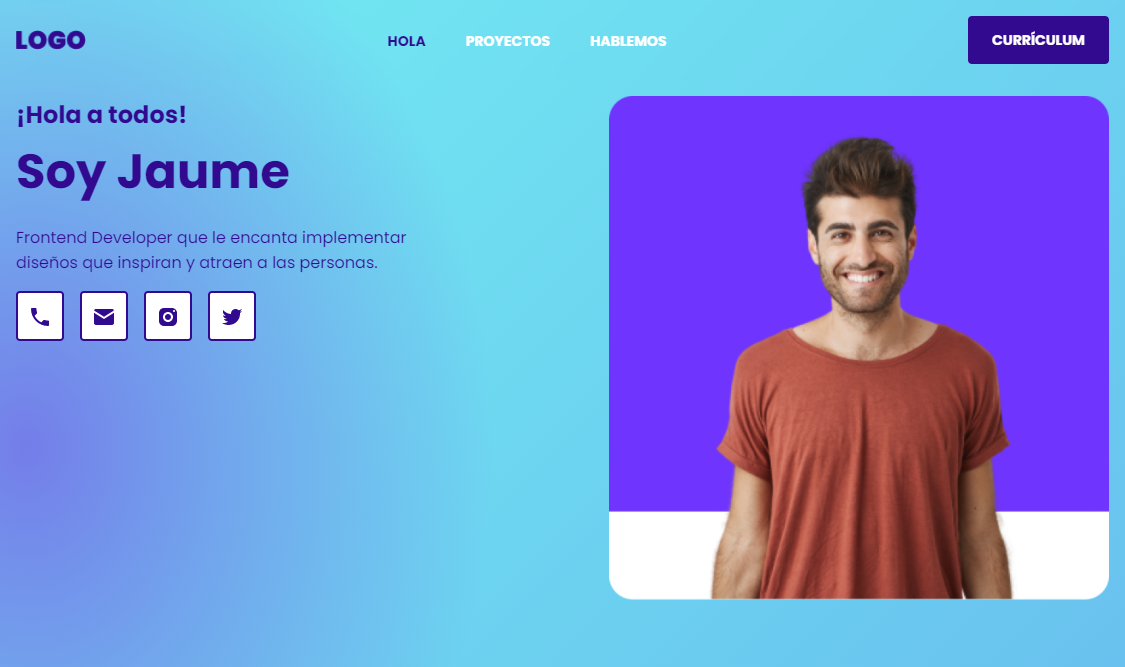 LOGO
HOLA
PROYECTOS
HABLEMOS
CURRÍCULUM
¡Hola a todos!
Soy Jaume
Frontend Developer que le encanta implementar
diseños que inspiran y atraen a las personas.